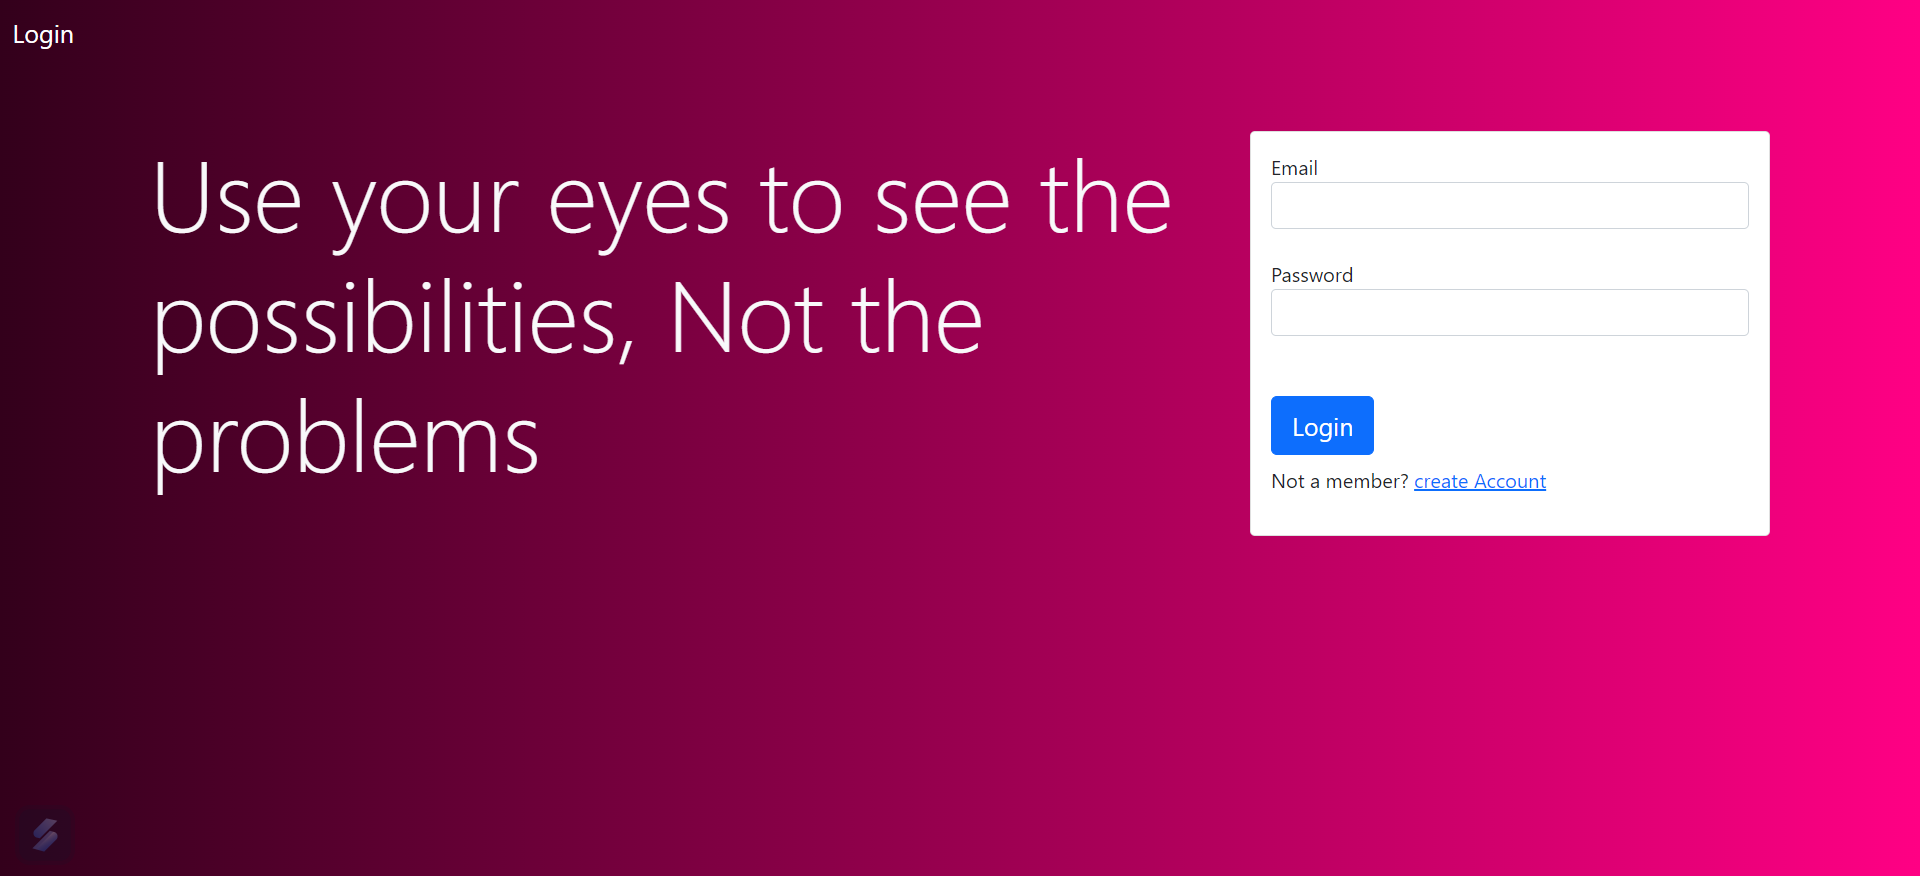 Login
Use your eyes to see the
possibilities, Not the
problems
Email
Password
Login
Not a member? create Account